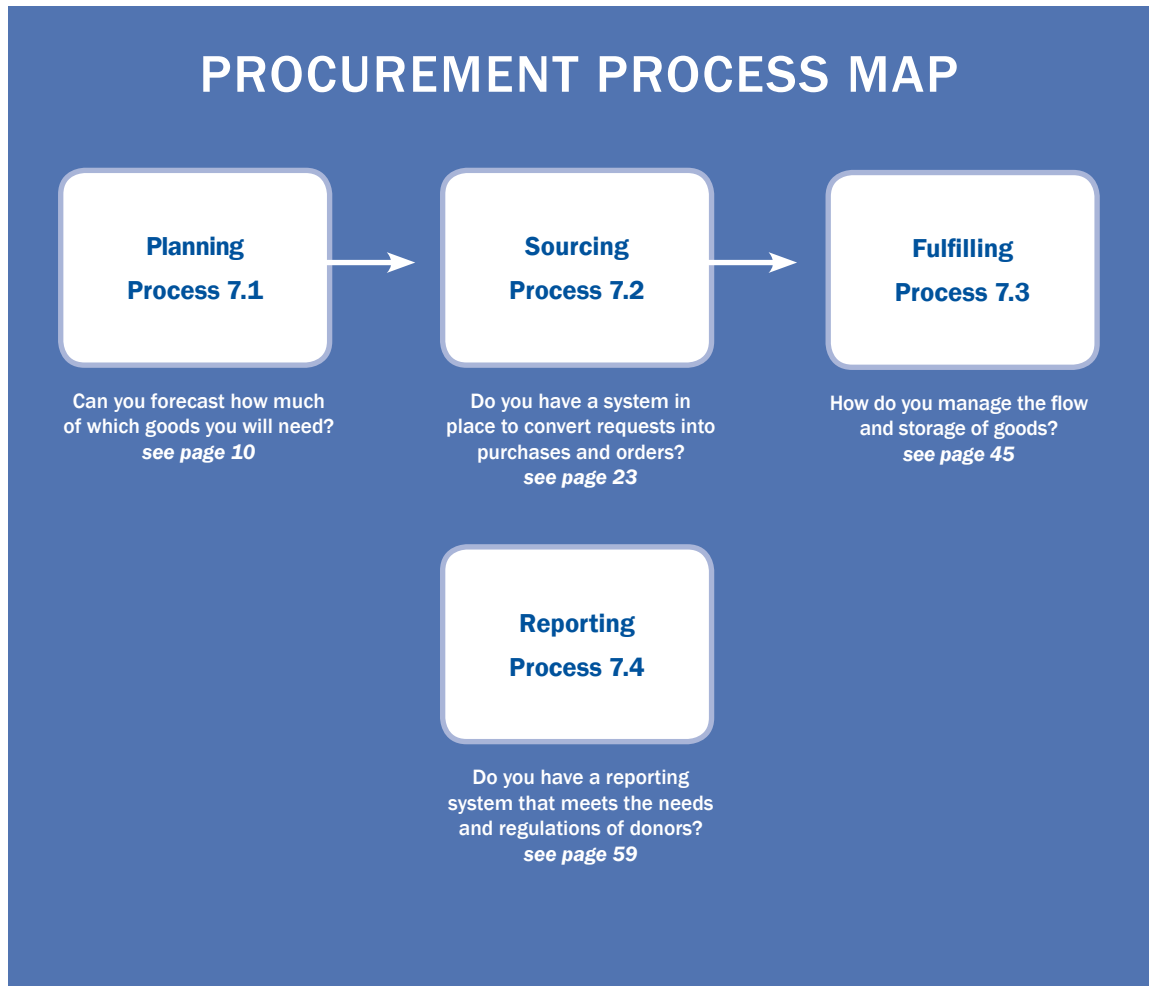 PROCUREMENT PROCESS MAP
Planning
Process 7.1
Can you forecast how much
of which goods you will need?
see page 10
Sourcing
Process 7.2
Do you have a system in
place to convert requests into
purchases and orders?
see page 23
Fulfilling
Process 7.3
How do you manage the flow
and storage of goods?
see page 45
Reporting
Process 7.4
Do you have a reporting
system that meets the needs
and regulations of donors?
see page 59